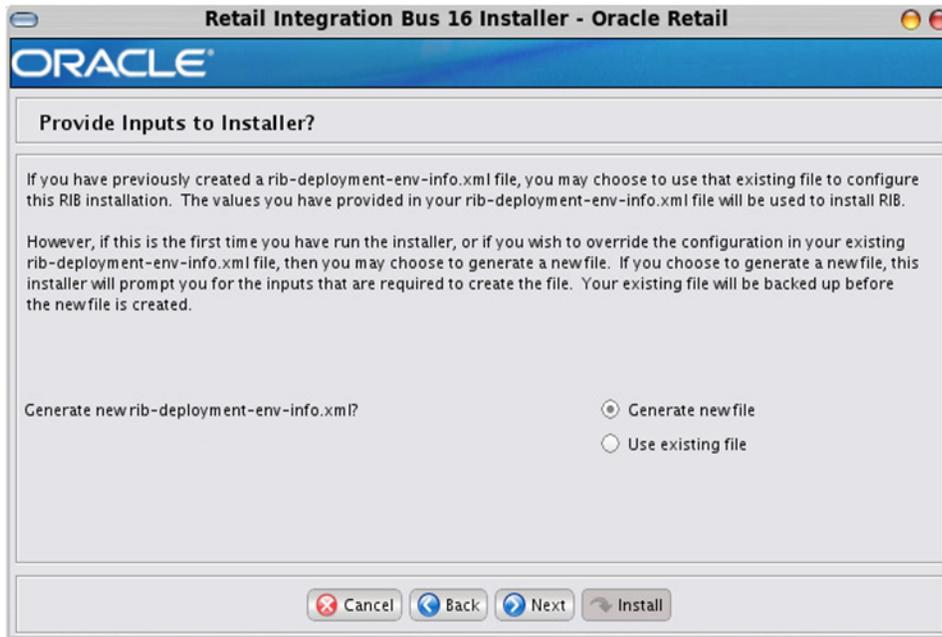 Retail Integration Bus 16 Installer - Oracle Retail
ORACLE®
Provide Inputs to Installer?
If you have previously created a rib-deployment-env-info.xml file, you may choose to use that existing file to configure
this RIB installation. The values you have provided in your rib-deployment-env-info.xml file will be used to install RIB.
However, if this is the first time you have run the installer, or if you wish to override the configuration in your existing
rib-deployment-env-info.xml file, then you may choose to generate a new file. If you choose to generate a new file, this
installer will prompt you for the inputs that are required to create the file. Your existing file will be backed up before
the new file is created.
Generate new rib-deployment-env-info.xml?
Generate new file
Use existing file
Cancel
Back
Next
Install